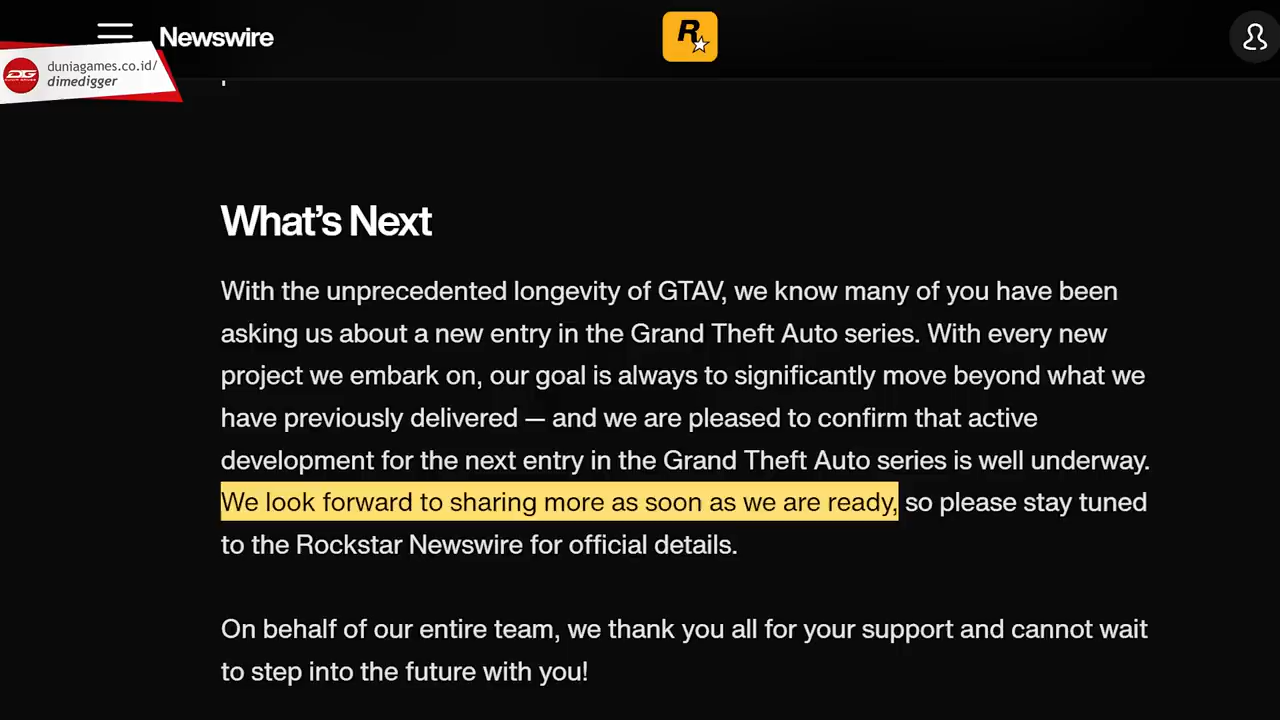 Newswire
R
duniagames.co.id/
dimedigger
DG
What's Next
With the unprecedented longevity of GTAV, we know many of you have been
asking us about a new entry in the Grand Theft Auto series. With every new
project we embark on, our goal is always to significantly move beyond what we
have previously delivered — and we are pleased to confirm that active
development for the next entry in the Grand Theft Auto series is well underway.
We look forward to sharing more as soon as we are ready, so please stay tuned
to the Rockstar Newswire for official details.
On behalf of our entire team, we thank you all for your support and cannot wait
to step into the future with you!